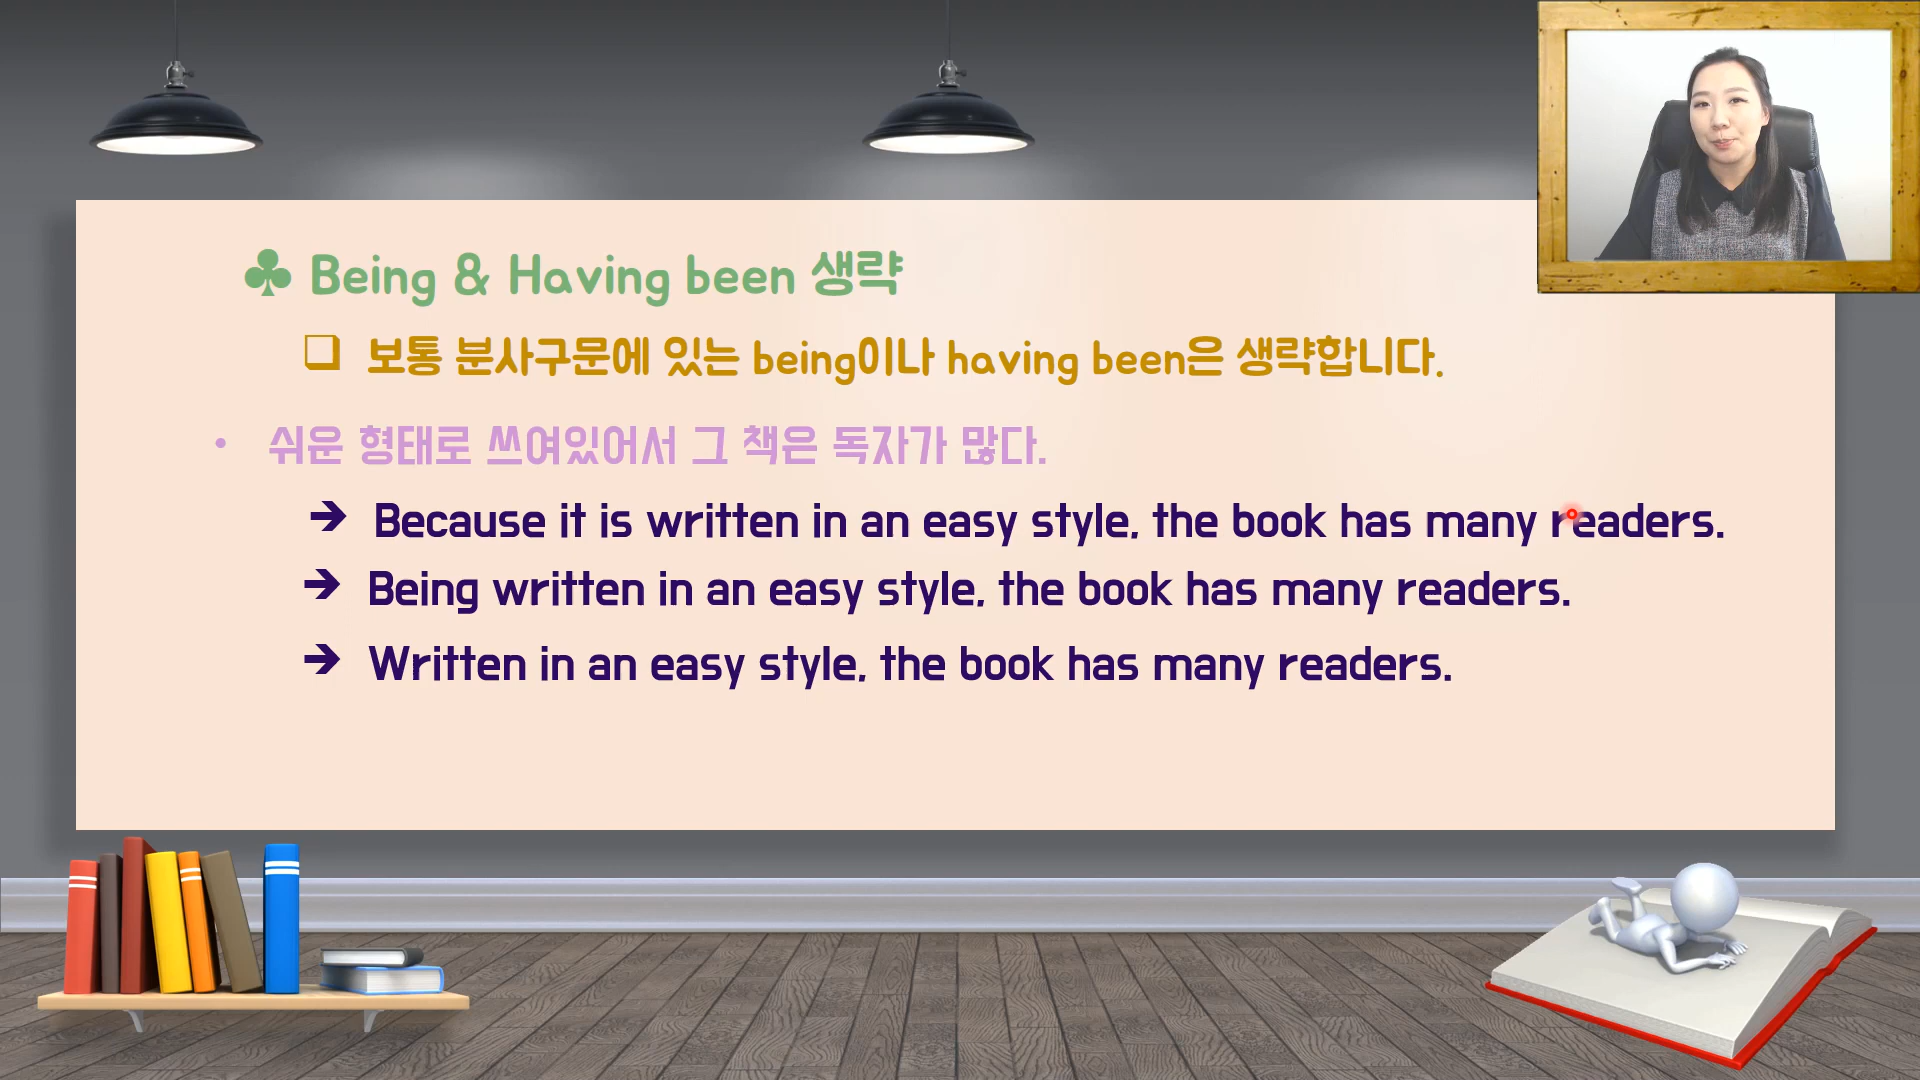 ♣ Being & Having been 생략
❑ 보통 분사구문에 있는 being이나 having been은 생략합니다.
• 쉬운 형태로 쓰여있어서 그 책은 독자가 많다.
➔ Because it is written in an easy style, the book has many readers.
➔ Being written in an easy style, the book has many readers.
➔ Written in an easy style, the book has many readers.